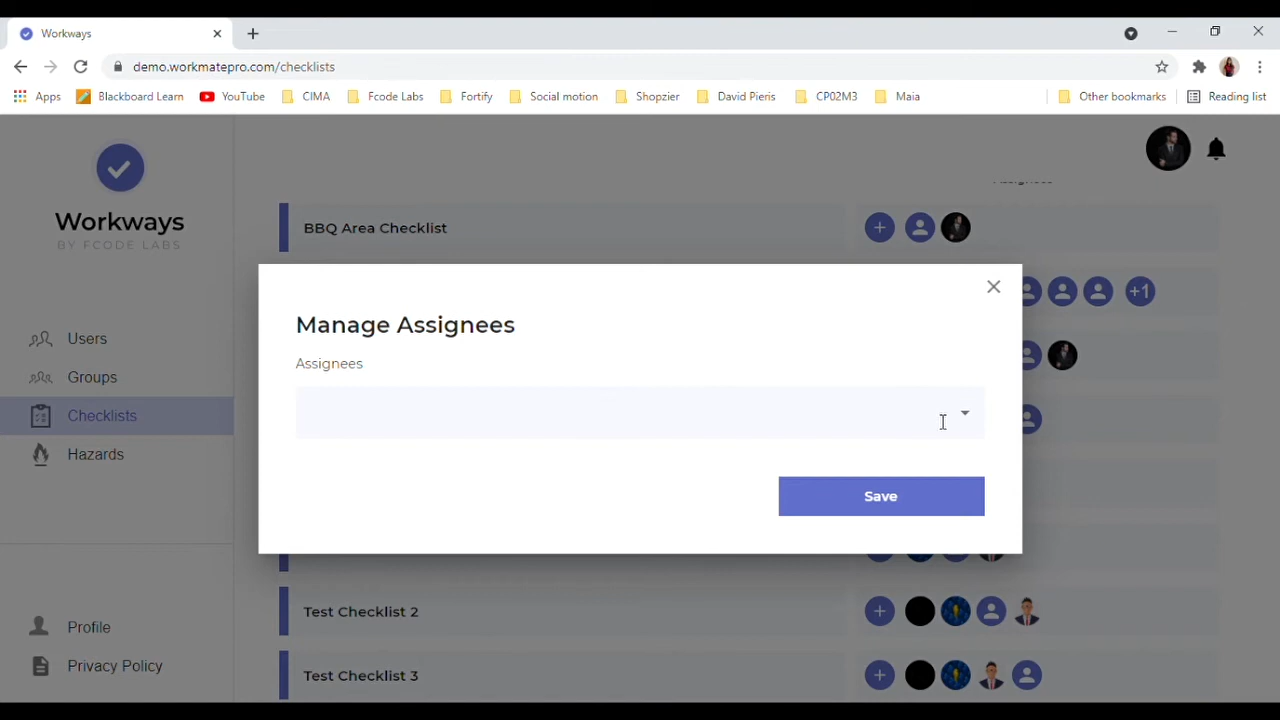 Workways
demo.workmatepro.com/checklists
Apps Blackboard Learn YouTube CIMA Fcode Labs Fortify Social motion Shopzier David Pieris CP02M3 Maia Other bookmarks Reading list
Workways
BY FCODE LABS
Users
Groups
Checklists
Hazards
Profile
Privacy Policy
Assignees
BBQ Area Checklist
+1
Manage Assignees
Assignees
Save
Test Checklist 2
Test Checklist 3